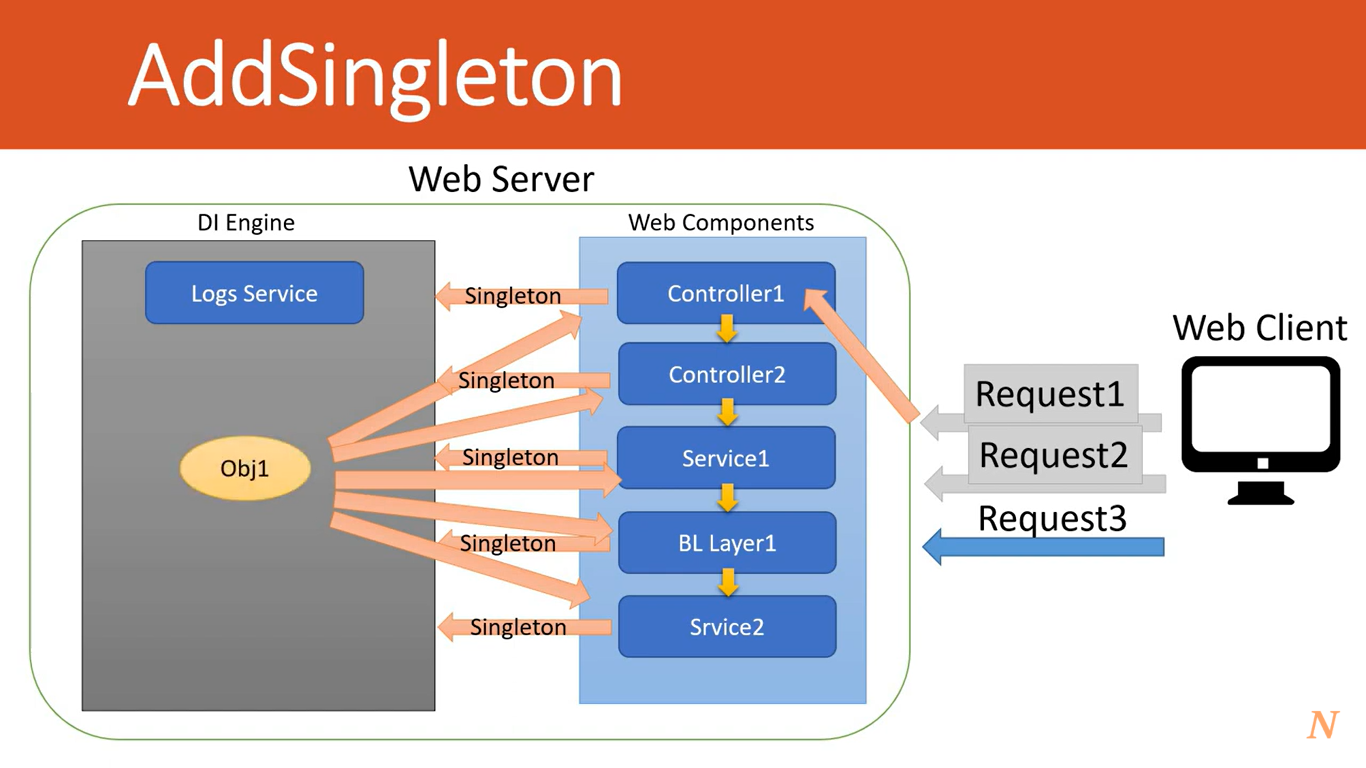 AddSingleton
Web Server
DI Engine
Web Components
Logs Service
Singleton
Controller1
Singleton
Controller2
Obj1
Singleton
Service1
Singleton
BL Layer1
Singleton
Srvice2
Web Client
Request1
Request2
Request3
N